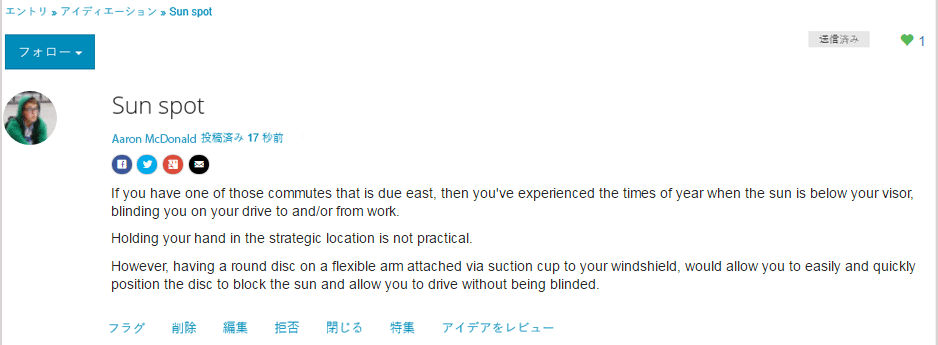 エントリ » アイディエーション » Sun spot
フォロー
送信済み
1
Sun spot
Aaron McDonald 投稿済み 17 秒前
If you have one of those commutes that is due east, then you've experienced the times of year when the sun is below your visor,
blinding you on your drive to and/or from work.
Holding your hand in the strategic location is not practical.
However, having a round disc on a flexible arm attached via suction cup to your windshield, would allow you to easily and quickly
position the disc to block the sun and allow you to drive without being blinded.
フラグ 削除 編集 拒否 閉じる 特集 アイデアをレビュー